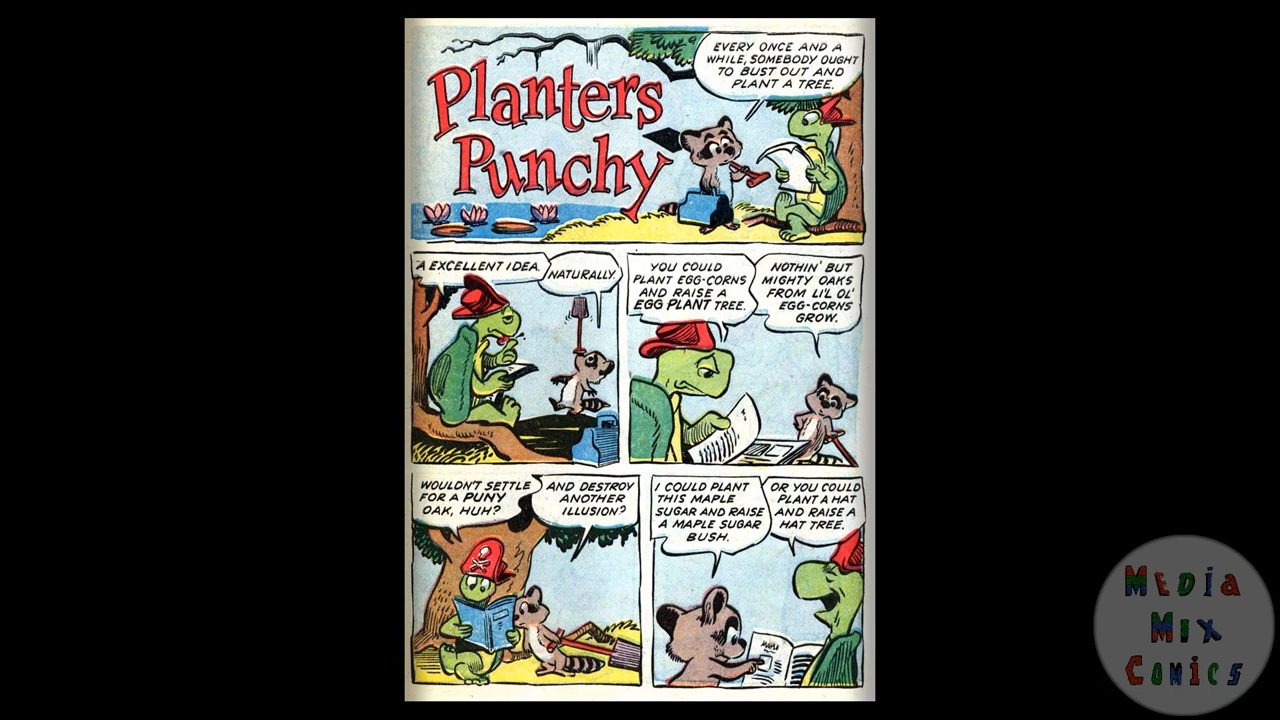 Planters
Punchy
EVERY ONCE AND A
WHILE, SOMEBODY OUGHT
TO BUST OUT AND
PLANT A TREE.
A EXCELLENT IDEA.
NATURALLY.
YOU COULD
PLANT EGG-CORNS
AND RAISE A
EGG PLANT TREE.
NOTHIN' BUT
MIGHTY OAKS
FROM LI'L OL'
EGG-CORNS
GROW.
WOULDN'T SETTLE
FOR A PUNY
OAK, HUH?
AND DESTROY
ANOTHER
ILLUSION?
I COULD PLANT
THIS MAPLE
SUGAR AND RAISE
A MAPLE SUGAR
BUSH.
OR YOU COULD
PLANT A HAT
AND RAISE A
HAT TREE.
MAPLE
MEDIA
MIX
COMICS